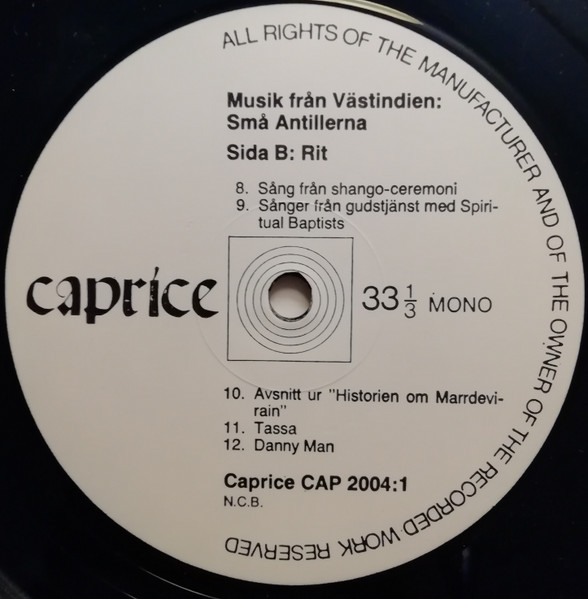 ALL RIGHTS OF THE MANUFACTURER AND OF THE OWNER OF THE RECORDED WORK RESERVED
Musik från Västindien:
Små Antillerna
Sida B: Rit
8. Sång från shango-ceremoni
9. Sånger från gudstjänst med Spiri-
tual Baptists
caprice
33 1/3 MONO
10. Avsnitt ur "Historien om Marrdevi-
rain"
11. Tassa
12. Danny Man
Caprice CAP 2004:1
N.C.B.